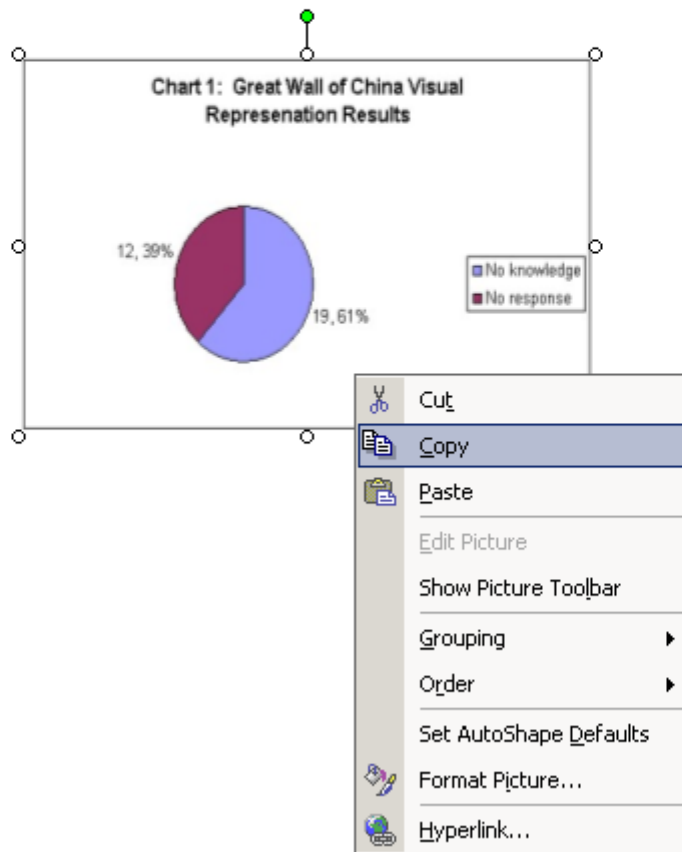 Chart 1:  Great Wall of China Visual
Represenation Results
12, 39%
19, 61%
No knowledge
No response
Cut
Copy
Paste
Edit Picture
Show Picture Toolbar
Grouping
Order
Set AutoShape Defaults
Format Picture...
Hyperlink...